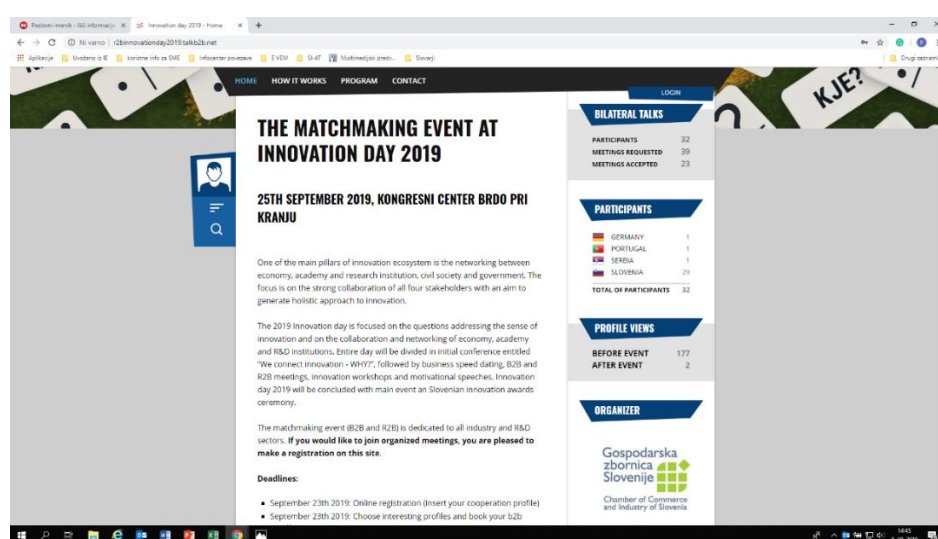 Poslovni imenik - SBI informacije
Innovation day 2019 - Home
Ni varno | r2binnovationday2019.talkb2b.net
Aplikacije
Uvoženo iz IE
koristne info za SME
Infocenter povezave
E VEM
SI-AT
Multimedijski predst...
Slovarji
Drugi zaznamki
HOME HOW IT WORKS PROGRAM CONTACT
LOGIN
KJE?
THE MATCHMAKING EVENT AT
INNOVATION DAY 2019
25TH SEPTEMBER 2019, KONGRESNI CENTER BRDO PRI
KRANJU
One of the main pillars of innovation ecosystem is the networking between
economy, academy and research institution, civil society and government. The
focus is on the strong collaboration of all four stakeholders with an aim to
generate holistic approach to innovation.
The 2019 Innovation day is focused on the questions addressing the sense of
innovation and on the collaboration and networking of economy, academy
and R&D institutions. Entire day will be divided in initial conference entitled
"We connect innovation - WHY?", followed by business speed dating, B2B and
R2B meetings, innovation workshops and motivational speeches. Innovation
day 2019 will be concluded with main event an Slovenian innovation awards
ceremony.
The matchmaking event (B2B and R2B) is dedicated to all industry and R&D
sectors. If you would like to join organized meetings, you are pleased to
make a registration on this site.
Deadlines:
September 23th 2019: Online registration (insert your cooperation profile)
September 23th 2019: Choose interesting profiles and book your b2b
BILATERAL TALKS
PARTICIPANTS 32
MEETINGS REQUESTED 39
MEETINGS ACCEPTED 23
PARTICIPANTS
GERMANY 1
PORTUGAL 1
SERBIA 1
SLOVENIA 29
TOTAL OF PARTICIPANTS 32
PROFILE VIEWS
BEFORE EVENT 177
AFTER EVENT 2
ORGANIZER
Gospodarska
zbornica
Slovenije
Chamber of Commerce
and Industry of Slovenia
14:45